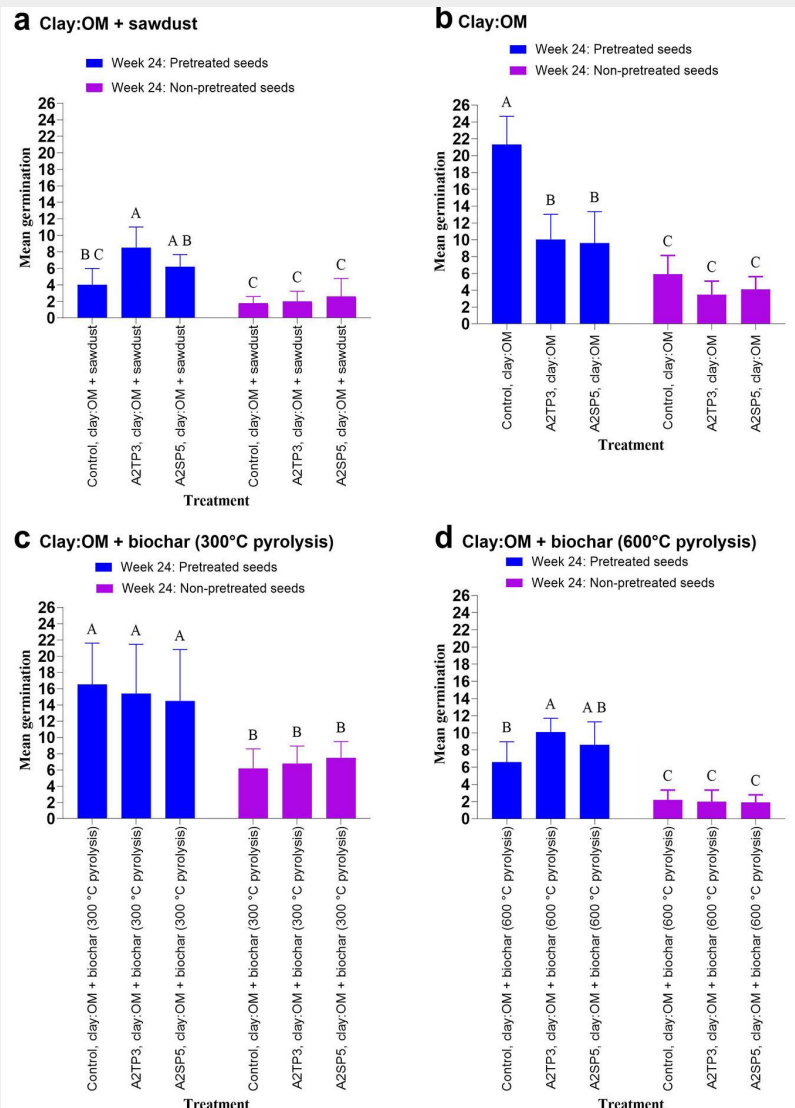 a Clay:OM + sawdust
Week 24: Pretreated seeds
Week 24: Non-pretreated seeds
Mean germination
26
24
22
20
18
16
14
12
10
8
6
4
2
0
B C
A
A B
C
C
C
Control, clay:OM + sawdust
A2TP3, clay:OM + sawdust
A2SP5, clay:OM + sawdust
Control, clay:OM + sawdust
A2TP3, clay:OM + sawdust
A2SP5, clay:OM + sawdust
Treatment
b Clay:OM
Week 24: Pretreated seeds
Week 24: Non-pretreated seeds
Mean germination
26
24
22
20
18
16
14
12
10
8
6
4
2
0
A
B
B
C
C
C
Control, clay:OM
A2TP3, clay:OM
A2SP5, clay:OM
Control, clay:OM
A2TP3, clay:OM
A2SP5, clay:OM
Treatment
c Clay:OM + biochar (300°C pyrolysis)
Week 24: Pretreated seeds
Week 24: Non-pretreated seeds
Mean germination
26
24
22
20
18
16
14
12
10
8
6
4
2
0
A
A
A
B
B
B
Control, clay:OM + biochar (300 °C pyrolysis)
A2TP3, clay:OM + biochar (300 °C pyrolysis)
A2SP5, clay:OM + biochar (300 °C pyrolysis)
Control, clay:OM + biochar (300 °C pyrolysis)
A2TP3, clay:OM + biochar (300 °C pyrolysis)
A2SP5, clay:OM + biochar (300 °C pyrolysis)
Treatment
d Clay:OM + biochar (600°C pyrolysis)
Week 24: Pretreated seeds
Week 24: Non-pretreated seeds
Mean germination
26
24
22
20
18
16
14
12
10
8
6
4
2
0
B
A
A B
C
C
C
Control, clay:OM + biochar (600 °C pyrolysis)
A2TP3, clay:OM + biochar (600 °C pyrolysis)
A2SP5, clay:OM + biochar (600 °C pyrolysis)
Control, clay:OM + biochar (600 °C pyrolysis)
A2TP3, clay:OM + biochar (600 °C pyrolysis)
A2SP5, clay:OM + biochar (600 °C pyrolysis)
Treatment